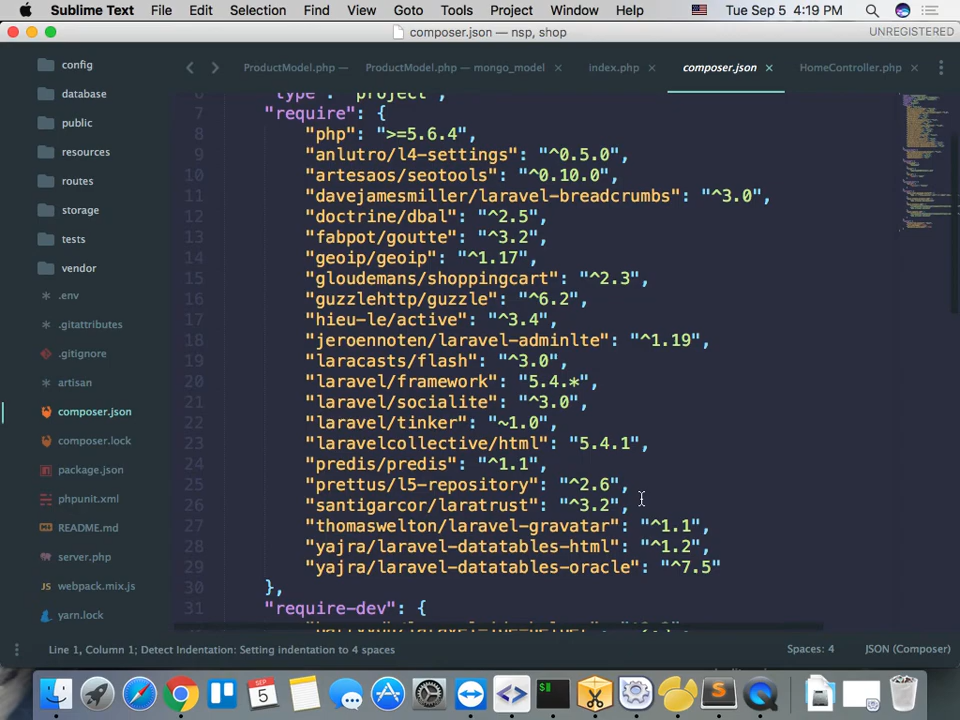 Sublime Text File Edit Selection Find View Goto Tools Project Window Help Tue Sep 5 4:19 PM
composer.json — nsp, shop UNREGISTERED
ProductModel.php — ProductModel.php — mongo_model index.php composer.json HomeController.php
config
database
public
resources
routes
storage
tests
vendor
.env
.gitattributes
.gitignore
artisan
composer.json
composer.lock
package.json
phpunit.xml
README.md
server.php
JS webpack.mix.js
yarn.lock
6 "type": "project",
7 "require": {
8 "php": ">=5.6.4",
9 "anlutro/l4-settings": "^0.5.0",
10 "artesaos/seotools": "^0.10.0",
11 "davejamesmiller/laravel-breadcrumbs": "^3.0",
12 "doctrine/dbal": "^2.5",
13 "fabpot/goutte": "^3.2",
14 "geoip/geoip": "^1.17",
15 "gloudemans/shoppingcart": "^2.3",
16 "guzzlehttp/guzzle": "^6.2",
17 "hieu-le/active": "^3.4",
18 "jeroennoten/laravel-adminlte": "^1.19",
19 "laracasts/flash": "^3.0",
20 "laravel/framework": "5.4.*",
21 "laravel/socialite": "^3.0",
22 "laravel/tinker": "~1.0",
23 "laravelcollective/html": "5.4.1",
24 "predis/predis": "^1.1",
25 "prettus/l5-repository": "^2.6",
26 "santigarcor/laratrust": "^3.2",
27 "thomaswelton/laravel-gravatar": "^1.1",
28 "yajra/laravel-datatables-html": "^1.2",
29 "yajra/laravel-datatables-oracle": "^7.5"
30 },
31 "require-dev": {
Line 1, Column 1; Detect Indentation: Setting indentation to 4 spaces Spaces: 4 JSON (Composer)
SEP
5